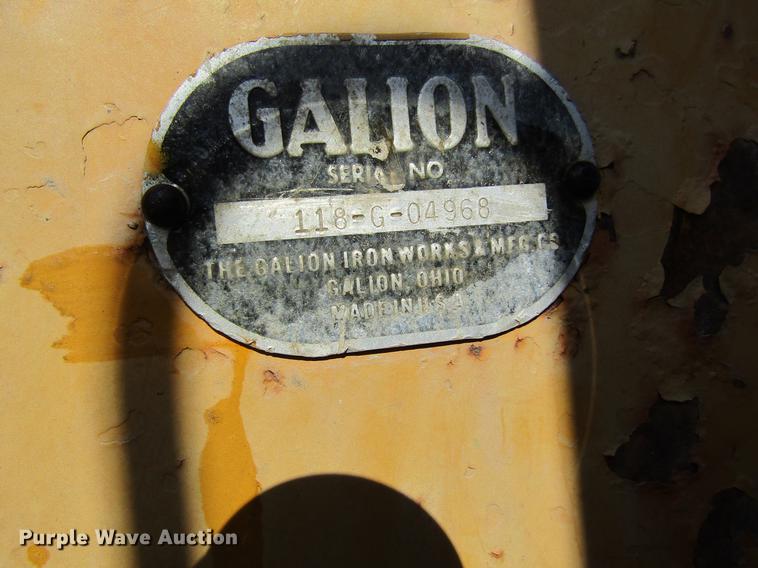 GALION
SERIAL NO.
118-G-04968
THE GALION IRON WORKS & MFG. CO.
GALION, OHIO
MADE IN U.S.A.
Purple Wave Auction